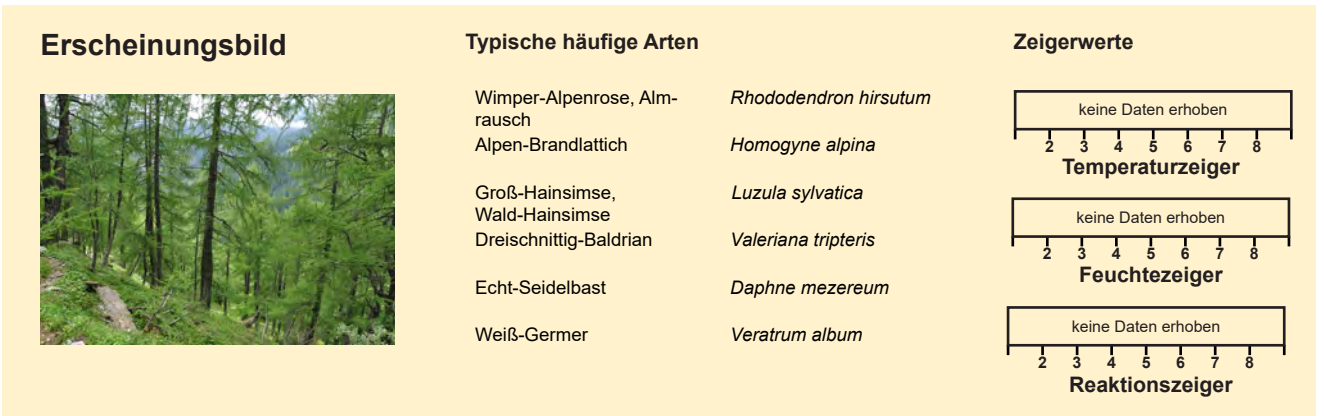 Erscheinungsbild
Typische häufige Arten
Wimper-Alpenrose, Alm-
rausch
Rhododendron hirsutum
Alpen-Brandlattich
Homogyne alpina
Groß-Hainsimse,
Wald-Hainsimse
Luzula sylvatica
Dreischnittig-Baldrian
Valeriana tripteris
Echt-Seidelbast
Daphne mezereum
Weiß-Germer
Veratrum album
Zeigerwerte
keine Daten erhoben
2 3 4 5 6 7 8
Temperaturzeiger
keine Daten erhoben
2 3 4 5 6 7 8
Feuchtezeiger
keine Daten erhoben
2 3 4 5 6 7 8
Reaktionszeiger